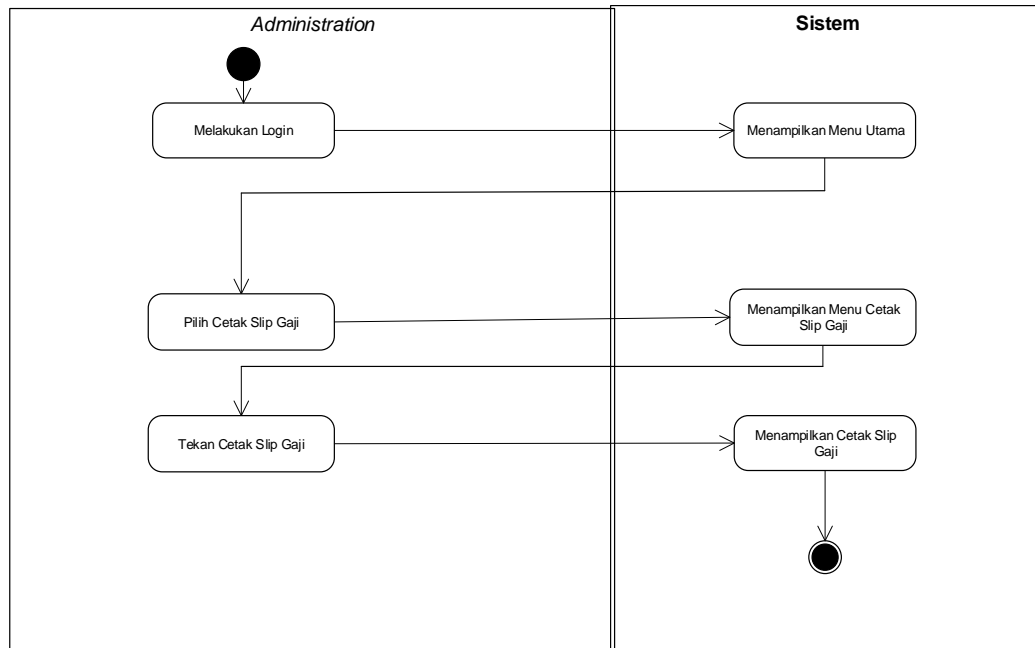 Administration
Sistem
Melakukan Login
Menampilkan Menu Utama
Pilih Cetak Slip Gaji
Menampilkan Menu Cetak
Slip Gaji
Tekan Cetak Slip Gaji
Menampilkan Cetak Slip
Gaji